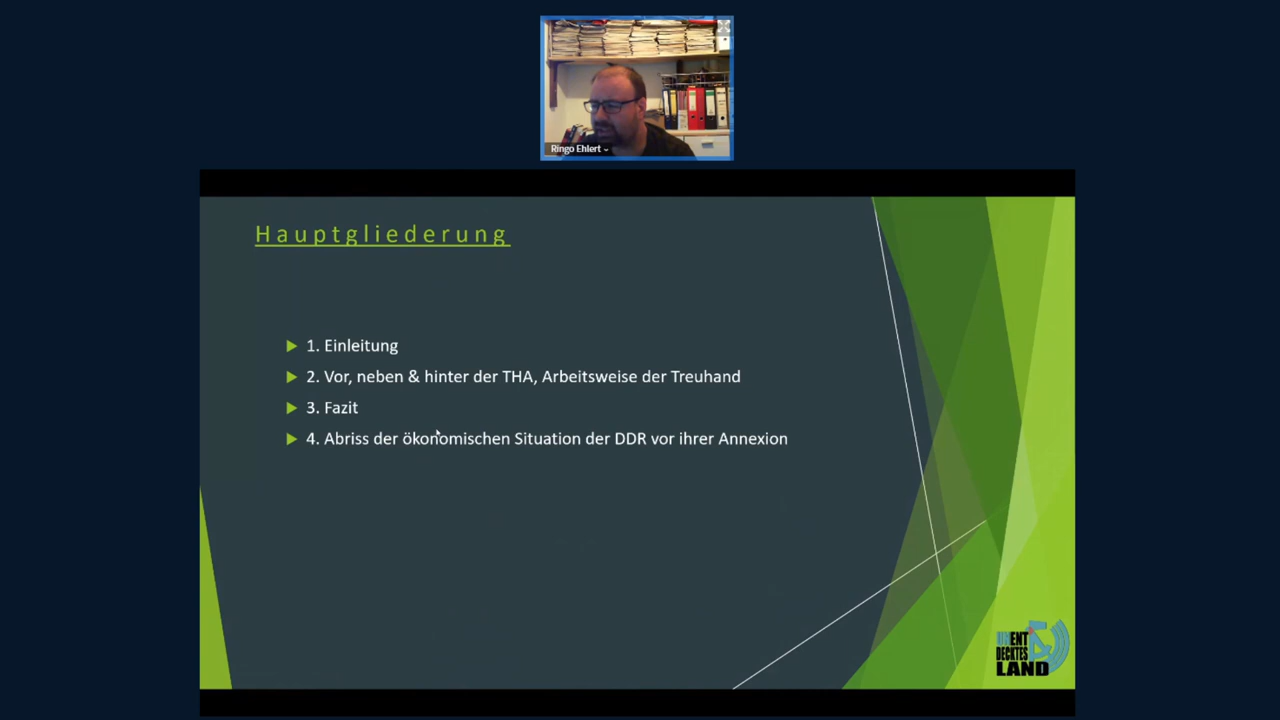 Ringo Ehlert
Hauptgliederung
1. Einleitung
2. Vor, neben & hinter der THA, Arbeitsweise der Treuhand
3. Fazit
4. Abriss der ökonomischen Situation der DDR vor ihrer Annexion
UNENT
DECKTES
LAND